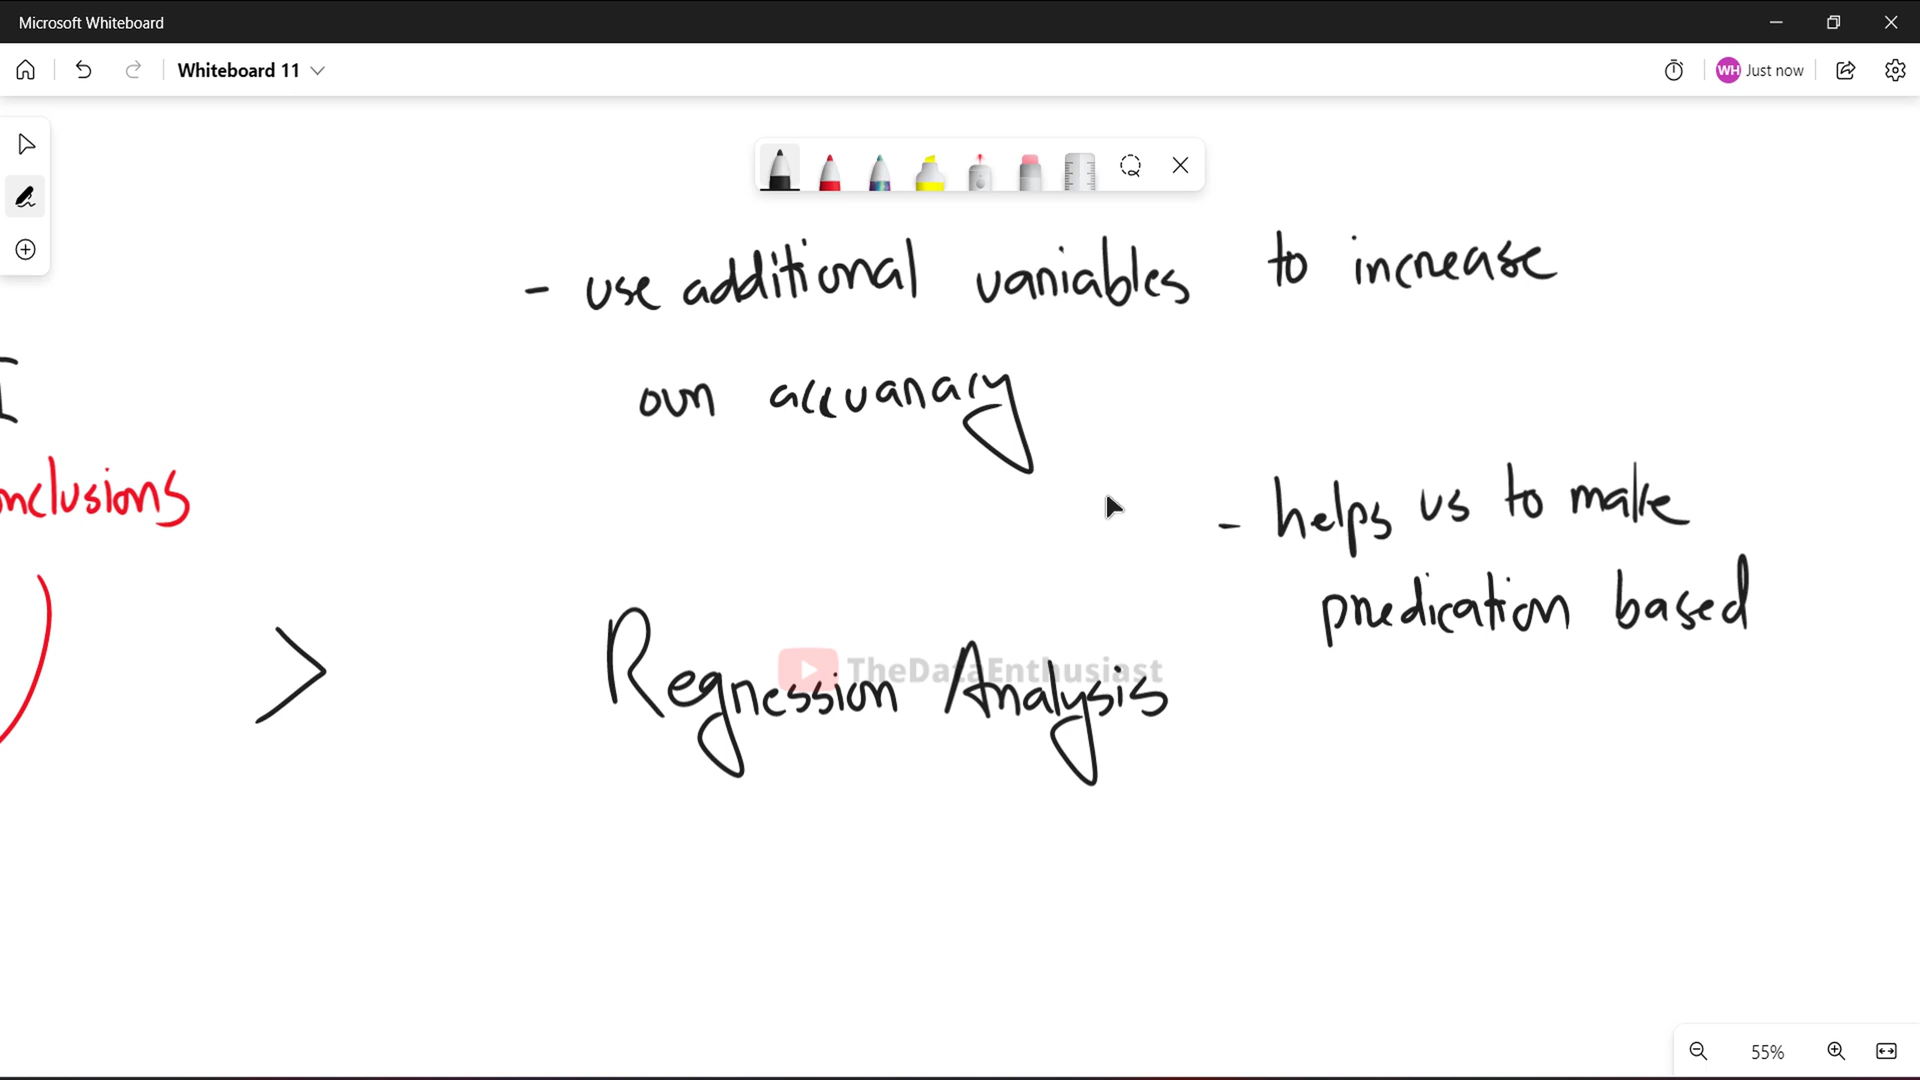 Microsoft Whiteboard
Whiteboard 11
WH Just now
- use additional variables to increase
our accuracy
I
nclusions
- helps us to make
predication based
>
Regression Analysis
TheDataEnthusiast
55%